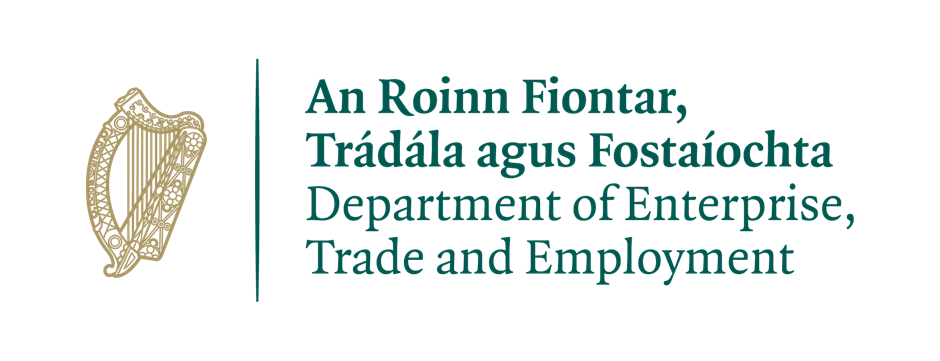 An Roinn Fiontar,
Trádála agus Fostaíochta
Department of Enterprise,
Trade and Employment